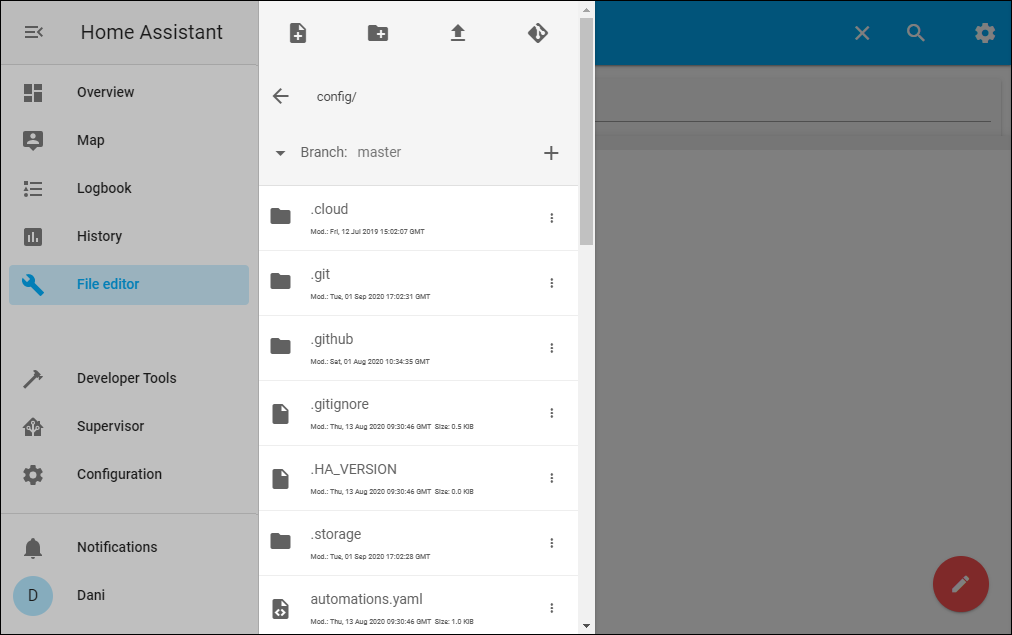 Home Assistant
Overview
Map
Logbook
History
File editor
Developer Tools
Supervisor
Configuration
Notifications
D
Dani
config/
Branch: master
.cloud
Mod.: Fri, 12 Jul 2019 15:02:07 GMT
.git
Mod.: Tue, 01 Sep 2020 17:02:31 GMT
.github
Mod.: Sat, 01 Aug 2020 10:34:35 GMT
.gitignore
Mod.: Thu, 13 Aug 2020 09:30:46 GMT Size: 0.5 KiB
.HA_VERSION
Mod.: Thu, 13 Aug 2020 09:30:46 GMT Size: 0.0 KiB
.storage
Mod.: Tue, 01 Sep 2020 17:02:28 GMT
automations.yaml
Mod.: Thu, 13 Aug 2020 09:30:46 GMT Size: 1.0 KiB